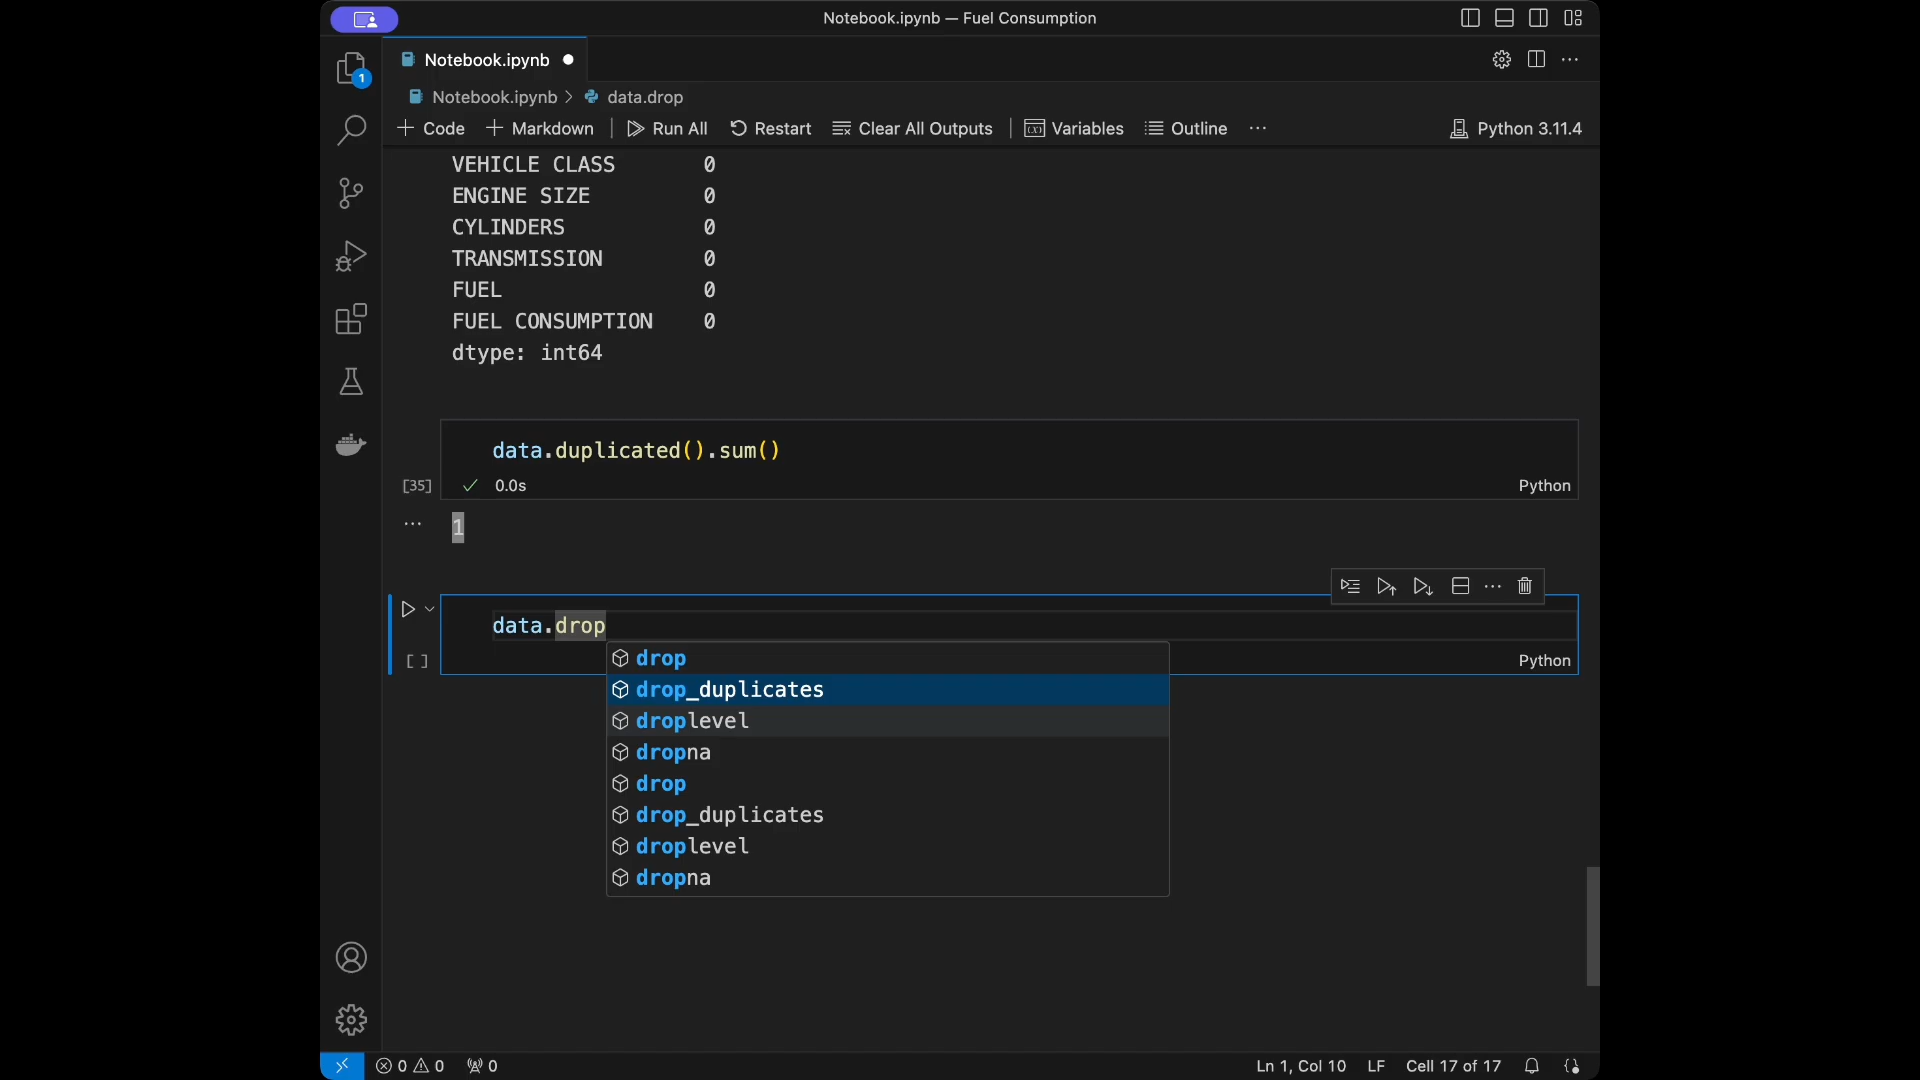 Notebook.ipynb — Fuel Consumption
1
Notebook.ipynb
Notebook.ipynb > data.drop
Code Markdown Run All Restart Clear All Outputs Variables Outline ... Python 3.11.4
VEHICLE CLASS 0
ENGINE SIZE 0
CYLINDERS 0
TRANSMISSION 0
FUEL 0
FUEL CONSUMPTION 0
dtype: int64
data.duplicated().sum()
[35] 0.0s Python
1
data.drop
[ ] Python
drop
drop_duplicates
droplevel
dropna
drop
drop_duplicates
droplevel
dropna
0 0 0 Ln 1, Col 10 LF Cell 17 of 17